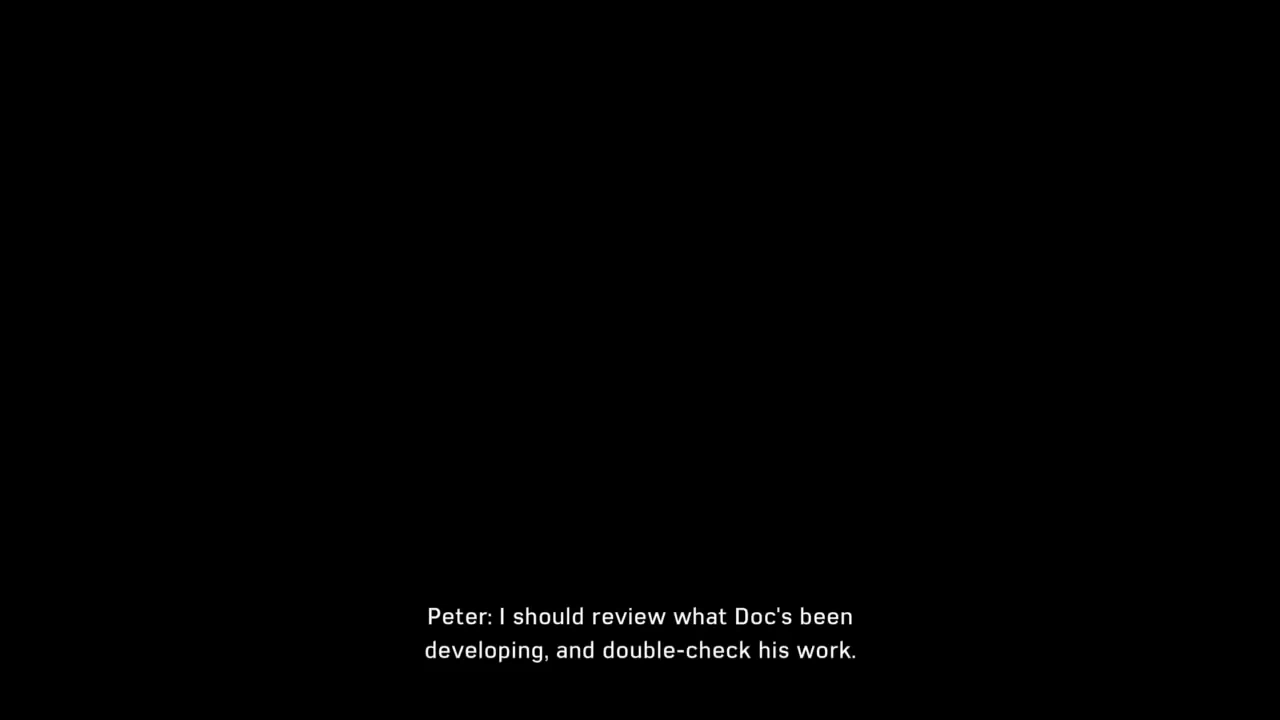 Peter: I should review what Doc's been
developing, and double-check his work.